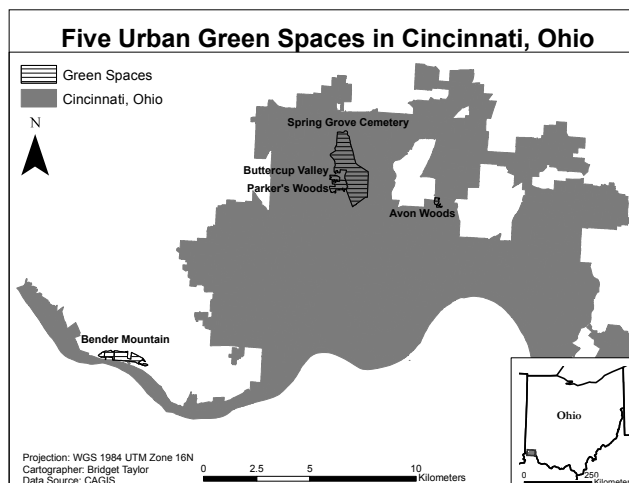 Five Urban Green Spaces in Cincinnati, Ohio
Green Spaces
Cincinnati, Ohio
N
Spring Grove Cemetery
Buttercup Valley
Parker's Woods
Avon Woods
Bender Mountain
Ohio
Projection: WGS 1984 UTM Zone 16N
Cartographer: Bridget Taylor
Data Source: CAGIS
0 2.5 5 10
Kilometers
0 250
Kilometers